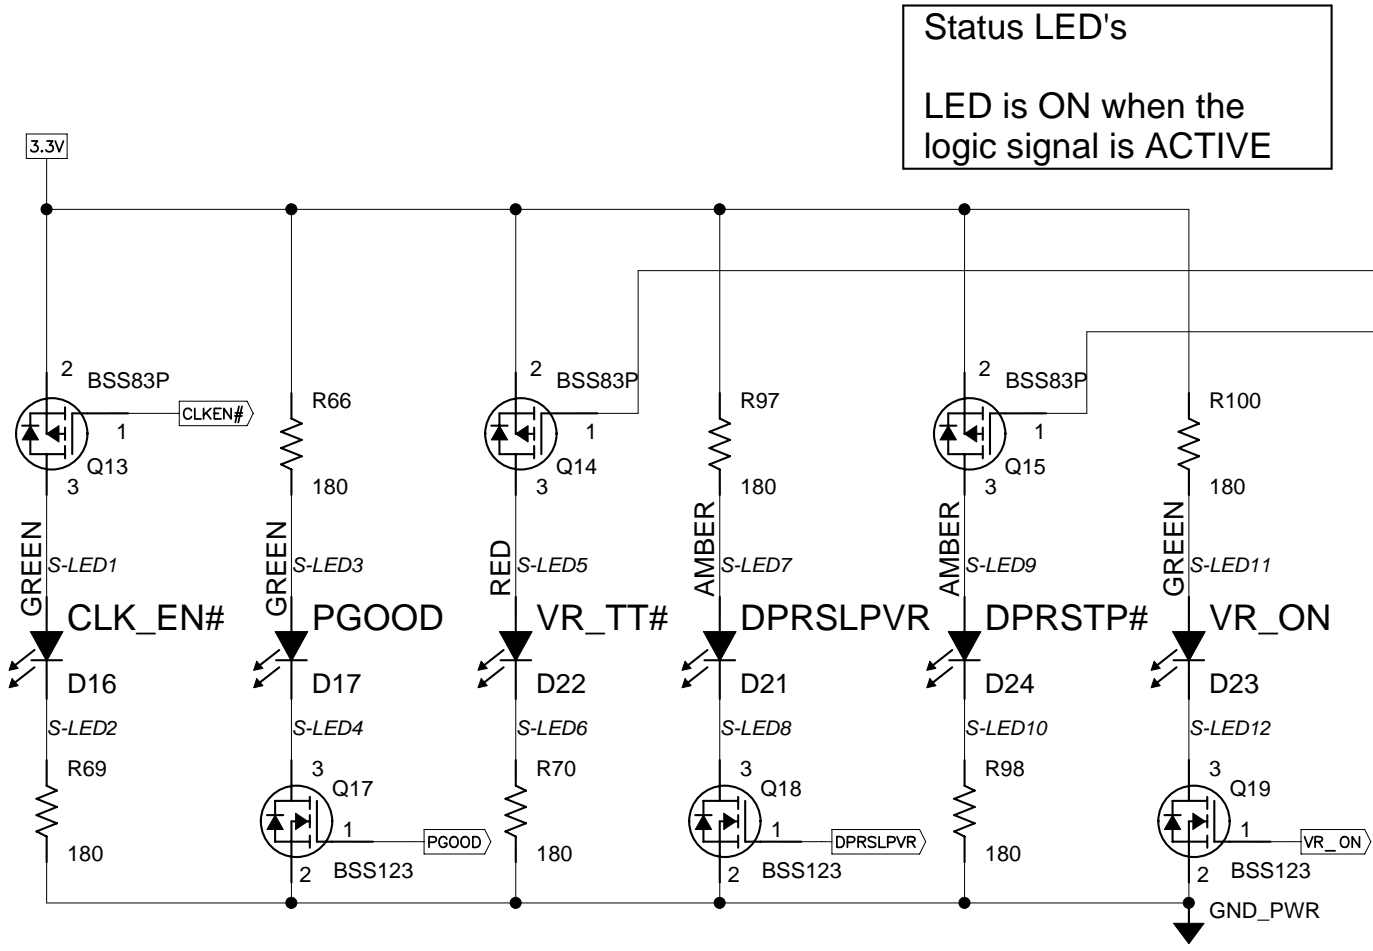 Status LED's
LED is ON when the
logic signal is ACTIVE
3.3V
2
BSS83P
CLKEN#
1
Q13
3
R66
180
2
BSS83P
1
Q14
3
R97
180
2
BSS83P
1
Q15
3
R100
180
GREEN
S-LED1
GREEN
S-LED3
RED
S-LED5
AMBER
S-LED7
AMBER
S-LED9
GREEN
S-LED11
CLK_EN#
PGOOD
VR_TT#
DPRSLPVR
DPRSTP#
VR_ON
D16
D17
D22
D21
D24
D23
S-LED2
S-LED4
S-LED6
S-LED8
S-LED10
S-LED12
R69
180
3
Q17
1
PGOOD
BSS123
2
R70
180
3
Q18
1
DPRSLPVR
BSS123
2
R98
180
3
Q19
1
VR_ON
BSS123
2
GND_PWR